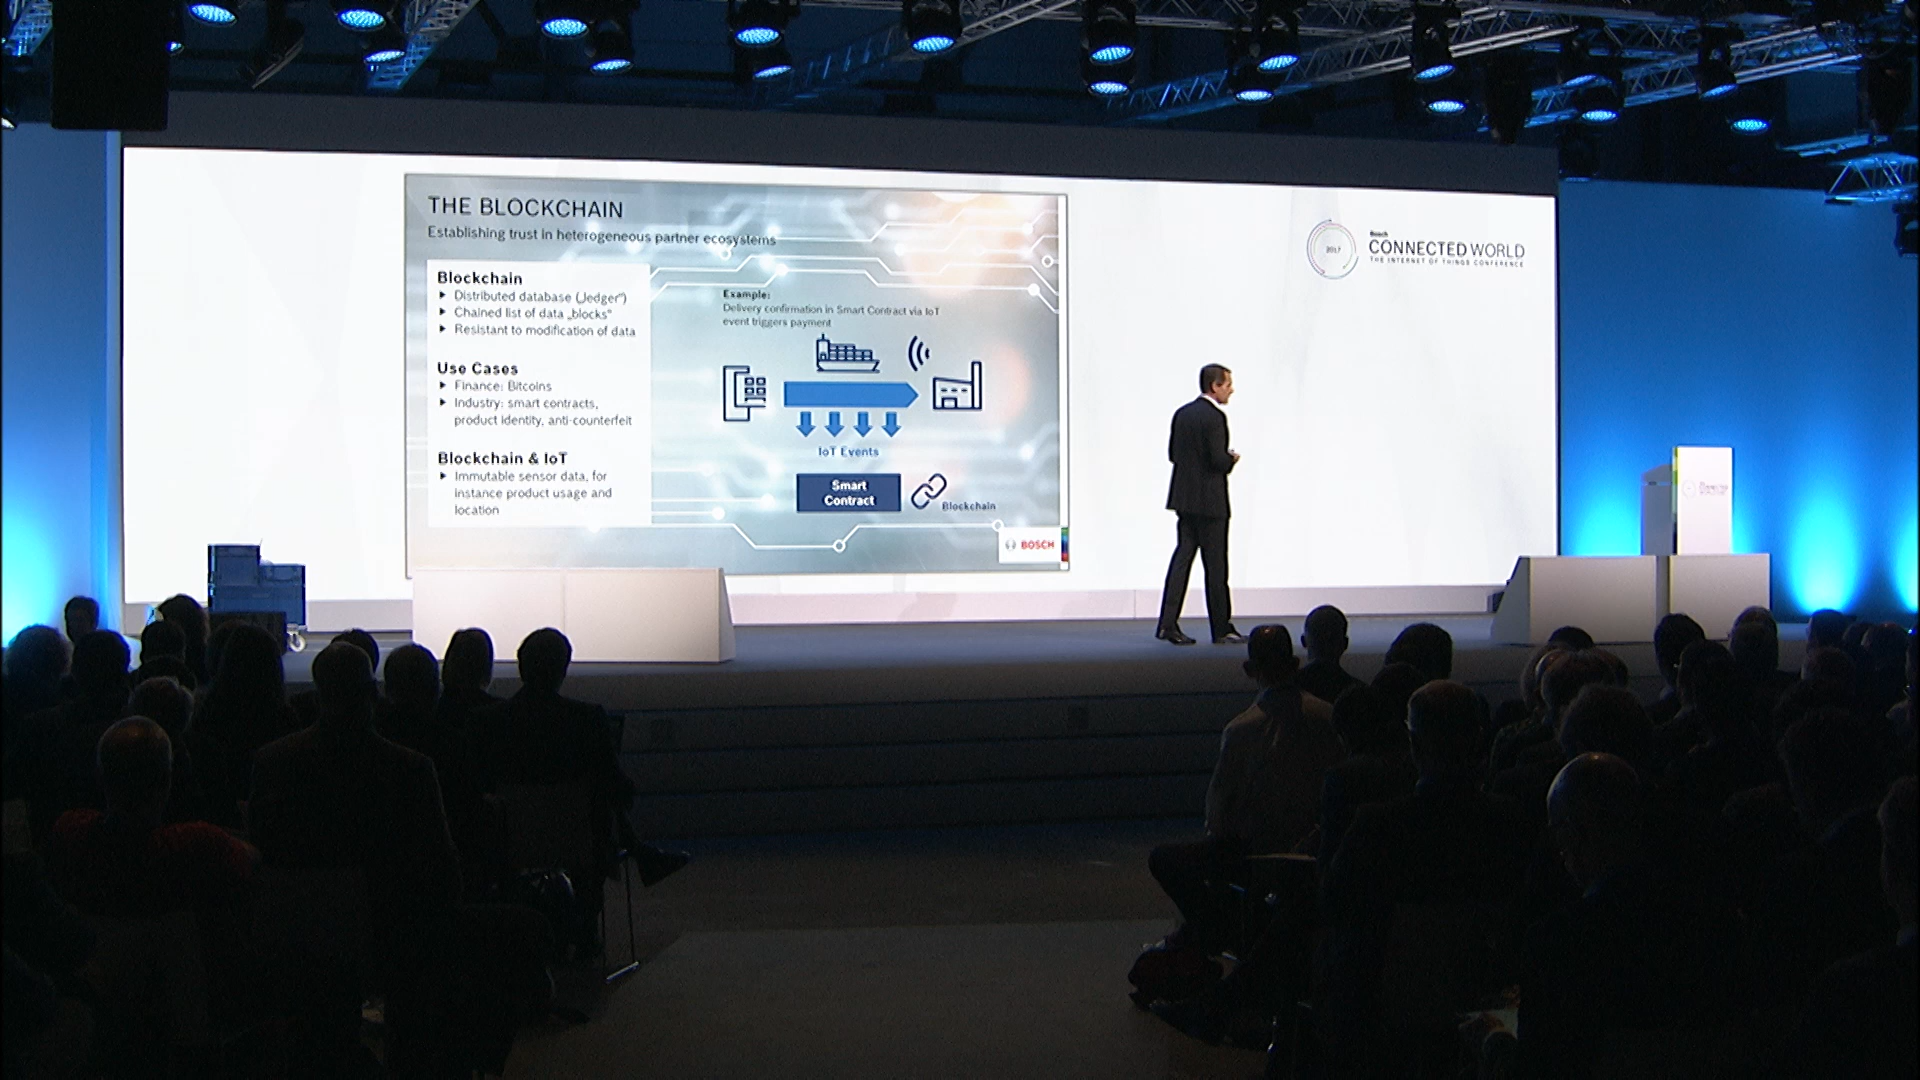 THE BLOCKCHAIN
Establishing trust in heterogeneous partner ecosystems
Blockchain
Distributed database („ledger“)
Chained list of data „blocks“
Resistant to modification of data
Use Cases
Finance: Bitcoins
Industry: smart contracts,
product identity, anti-counterfeit
Blockchain & IoT
Immutable sensor data, for
instance product usage and
location
Example:
Delivery confirmation in Smart Contract via IoT
event triggers payment
IoT Events
Smart
Contract
Blockchain
BOSCH
2017
Bosch
CONNECTED WORLD
THE INTERNET OF THINGS CONFERENCE